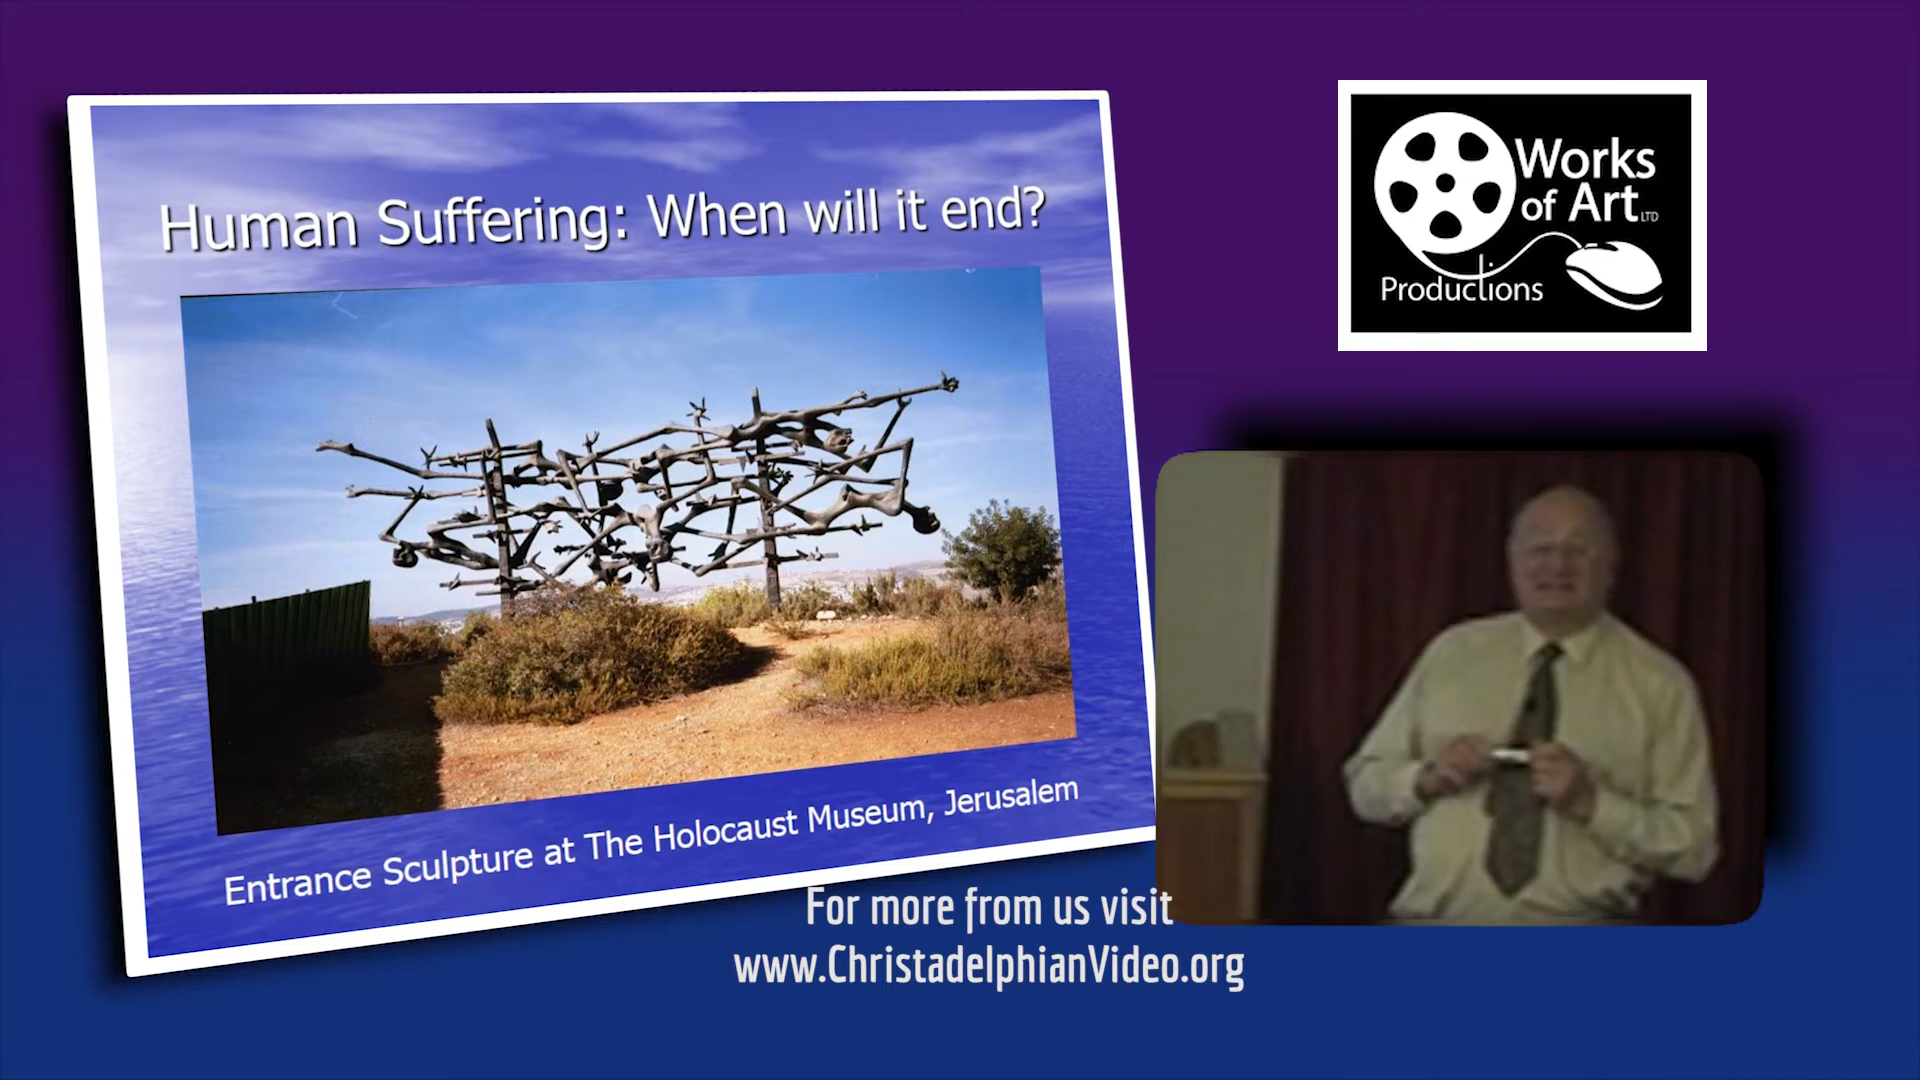 Human Suffering: When will it end?
Entrance Sculpture at The Holocaust Museum, Jerusalem
Works
of Art LTD
Productions
For more from us visit
www.ChristadelphianVideo.org